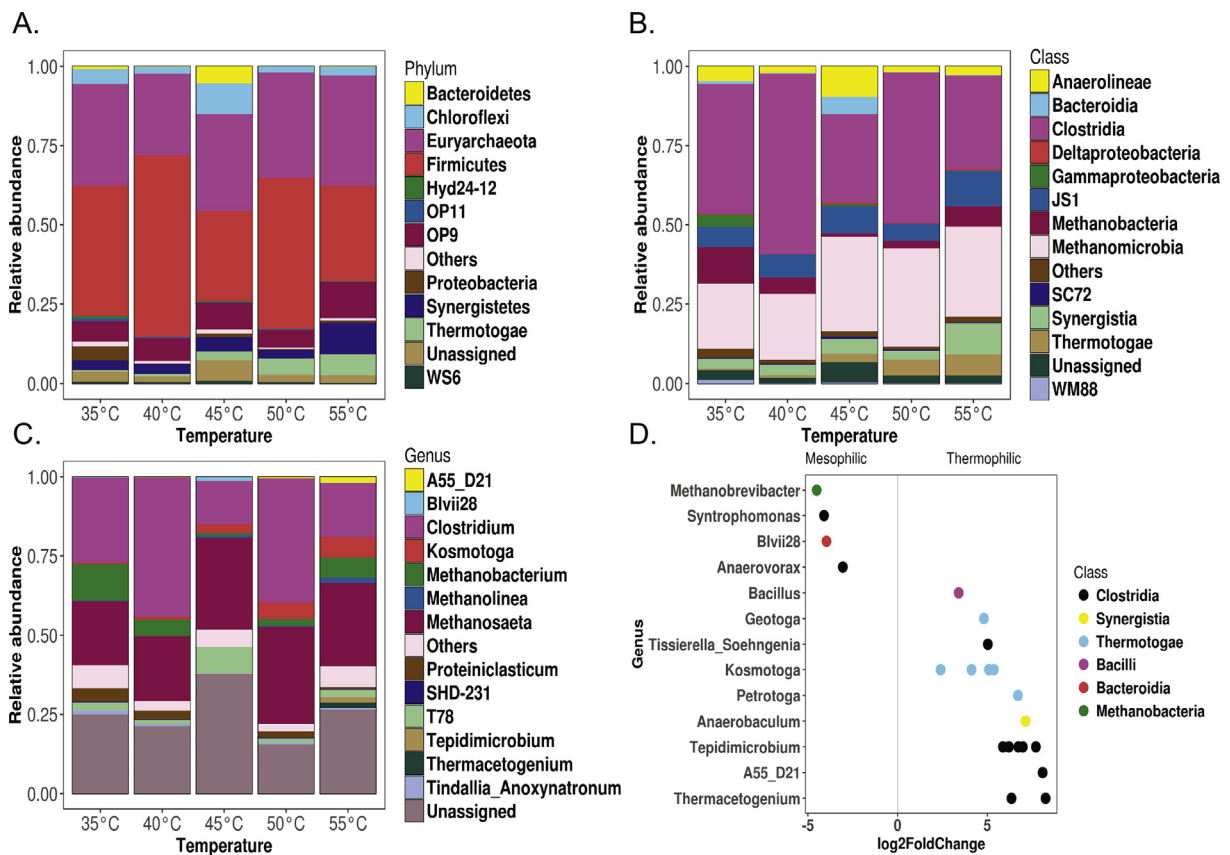 A.
Relative abundance
1.00
0.75
0.50
0.25
0.00
35°C 40°C 45°C 50°C 55°C
Temperature
Phylum
Bacteroidetes
Chloroflexi
Euryarchaeota
Firmicutes
Hyd24-12
OP11
OP9
Others
Proteobacteria
Synergistetes
Thermotogae
Unassigned
WS6
B.
Relative abundance
1.00
0.75
0.50
0.25
0.00
35°C 40°C 45°C 50°C 55°C
Temperature
Class
Anaerolineae
Bacteroidia
Clostridia
Deltaproteobacteria
Gammaproteobacteria
JS1
Methanobacteria
Methanomicrobia
Others
SC72
Synergistia
Thermotogae
Unassigned
WM88
C.
Relative abundance
1.00
0.75
0.50
0.25
0.00
35°C 40°C 45°C 50°C 55°C
Temperature
Genus
A55_D21
Blvii28
Clostridium
Kosmotoga
Methanobacterium
Methanolinea
Methanosaeta
Others
Proteiniclasticum
SHD-231
T78
Tepidimicrobium
Thermacetogenium
Tindallia_Anoxynatronum
Unassigned
D.
Mesophilic Thermophilic
Genus
Methanobrevibacter
Syntrophomonas
Blvii28
Anaerovorax
Bacillus
Geotoga
Tissierella_Soehngenia
Kosmotoga
Petrotoga
Anaerobaculum
Tepidimicrobium
A55_D21
Thermacetogenium
-5 0 5
log2FoldChange
Class
Clostridia
Synergistia
Thermotogae
Bacilli
Bacteroidia
Methanobacteria